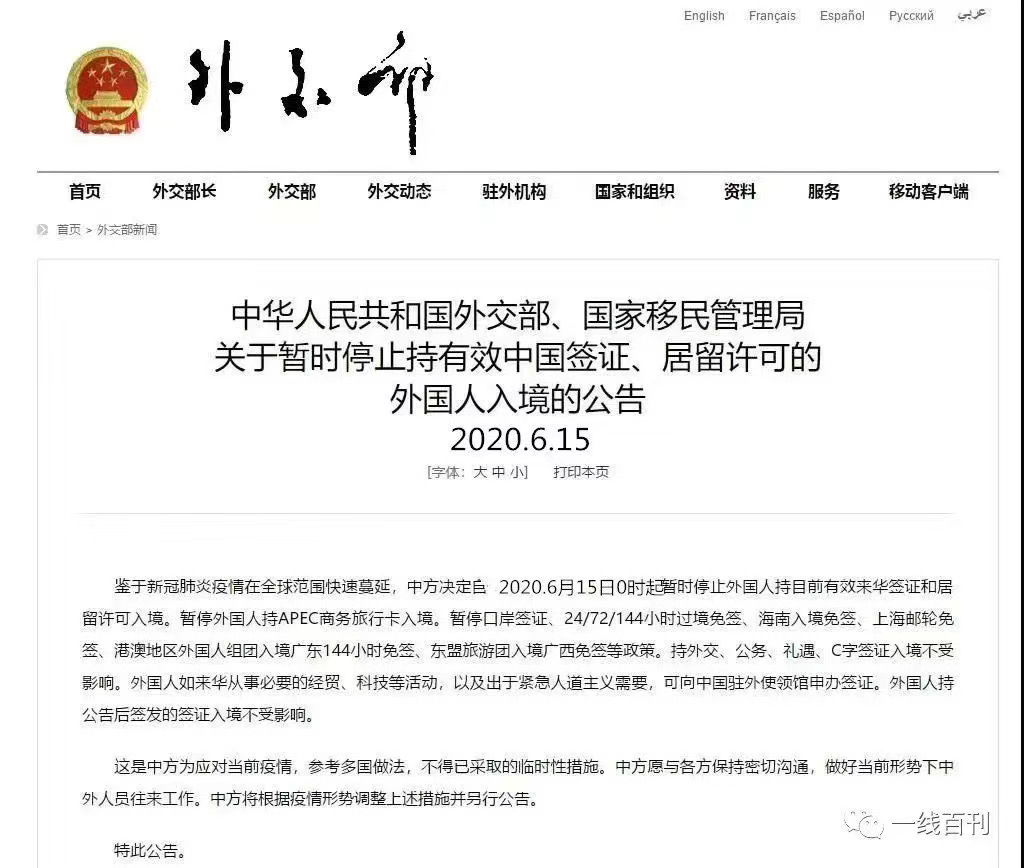 English Français Español Русский عربي
外交部
首页 外交部长 外交部 外交动态 驻外机构 国家和组织 资料 服务 移动客户端
首页 > 外交部新闻
中华人民共和国外交部、国家移民管理局
关于暂时停止持有效中国签证、居留许可的
外国人入境的公告
2020.6.15
[字体：大 中 小] 打印本页
鉴于新冠肺炎疫情在全球范围快速蔓延，中方决定自 2020.6月15日0时起暂时停止外国人持目前有效来华签证和居
留许可入境。暂停外国人持APEC商务旅行卡入境。暂停口岸签证、24/72/144小时过境免签、海南入境免签、上海邮轮免
签、港澳地区外国人组团入境广东144小时免签、东盟旅游团入境广西免签等政策。持外交、公务、礼遇、C字签证入境不受
影响。外国人如来华从事必要的经贸、科技等活动，以及出于紧急人道主义需要，可向中国驻外使领馆申办签证。外国人持
公告后签发的签证入境不受影响。
这是中方为应对当前疫情，参考多国做法，不得已采取的临时性措施。中方愿与各方保持密切沟通，做好当前形势下中
外人员往来工作。中方将根据疫情形势调整上述措施并另行公告。
特此公告。
一线百刊